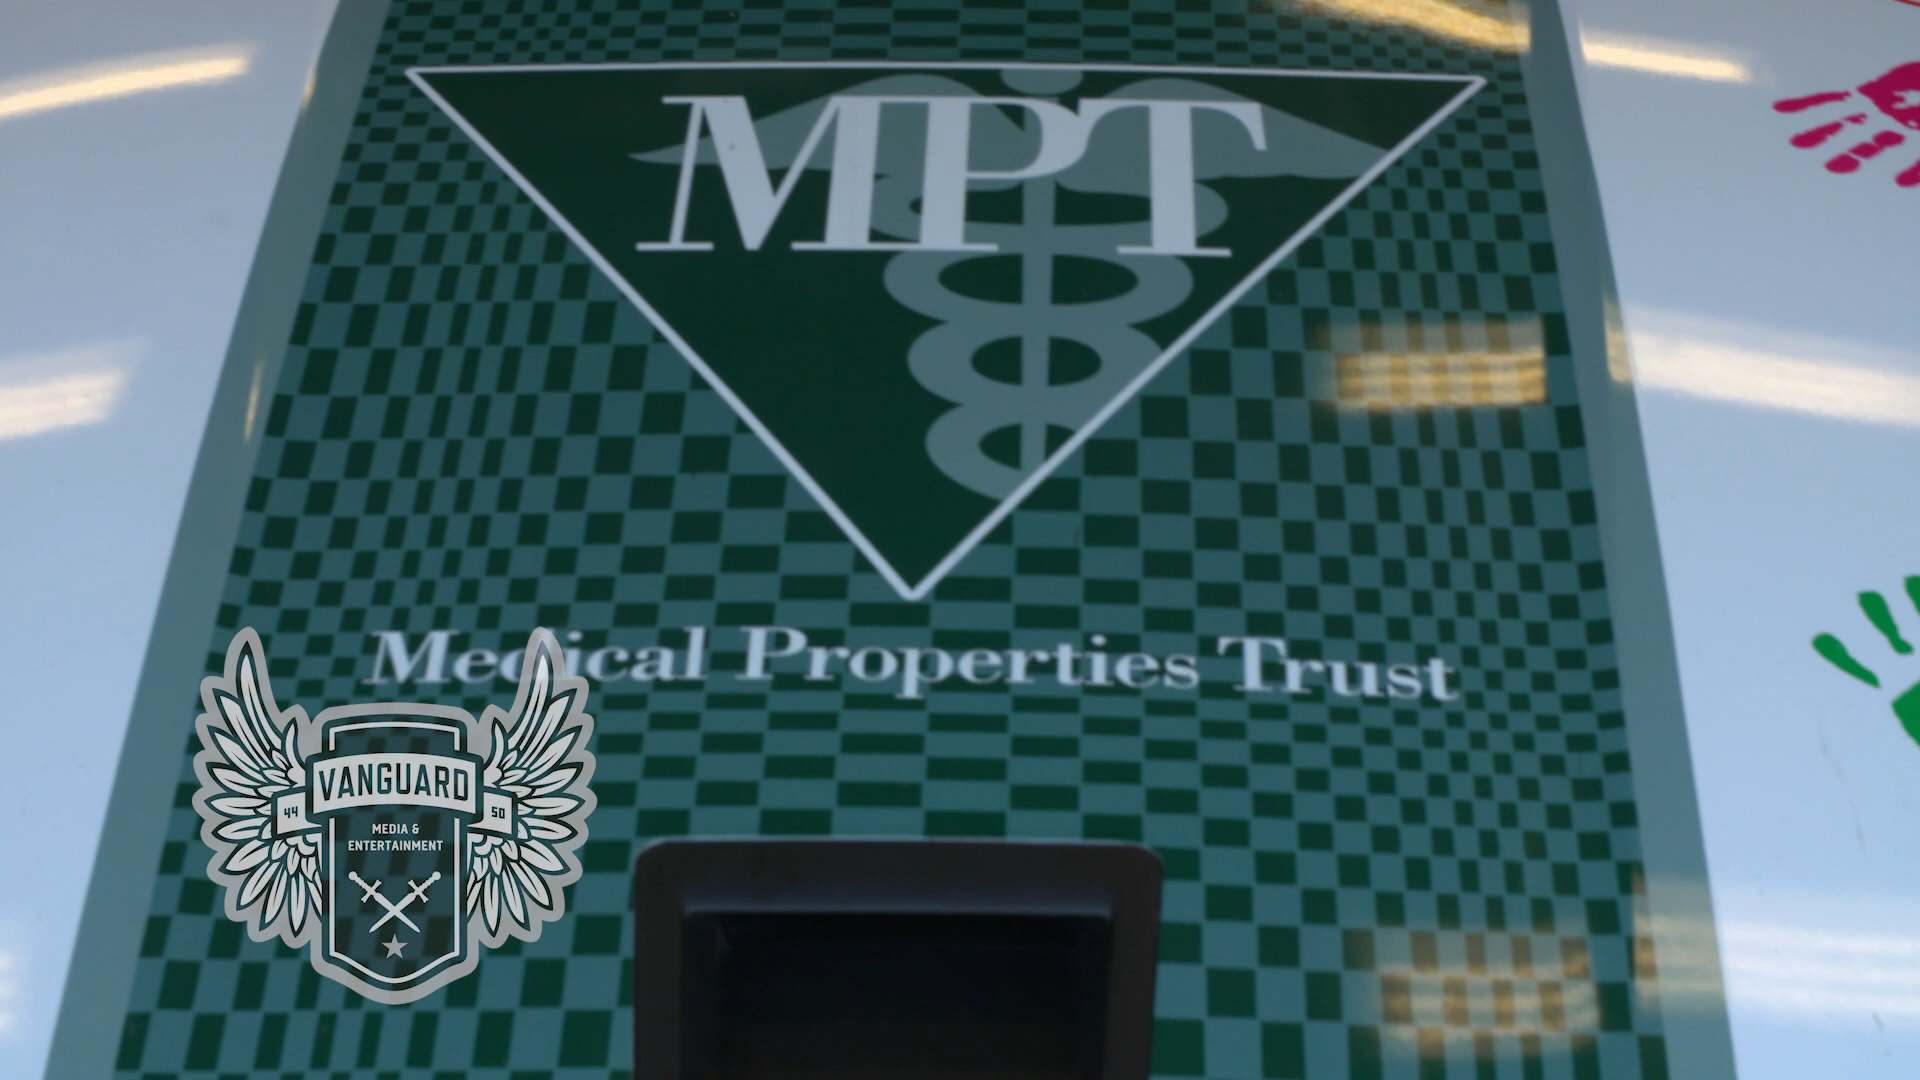 MPT
Medical Properties Trust
VANGUARD
44 50
MEDIA &
ENTERTAINMENT